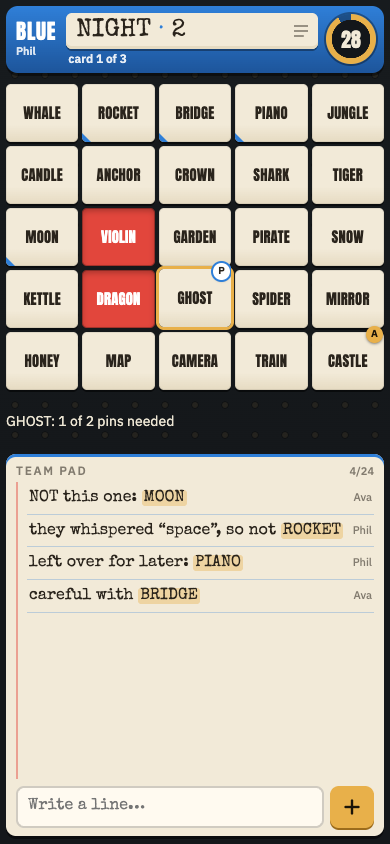 BLUE
Phil
NIGHT · 2
card 1 of 3
28
WHALE ROCKET BRIDGE PIANO JUNGLE
CANDLE ANCHOR CROWN SHARK TIGER
MOON VIOLIN GARDEN PIRATE SNOW
P
KETTLE DRAGON GHOST SPIDER MIRROR
A
HONEY MAP CAMERA TRAIN CASTLE
GHOST: 1 of 2 pins needed
TEAM PAD 4/24
NOT this one: MOON Ava
they whispered “space”, so not ROCKET Phil
left over for later: PIANO Phil
careful with BRIDGE Ava
Write a line...
+